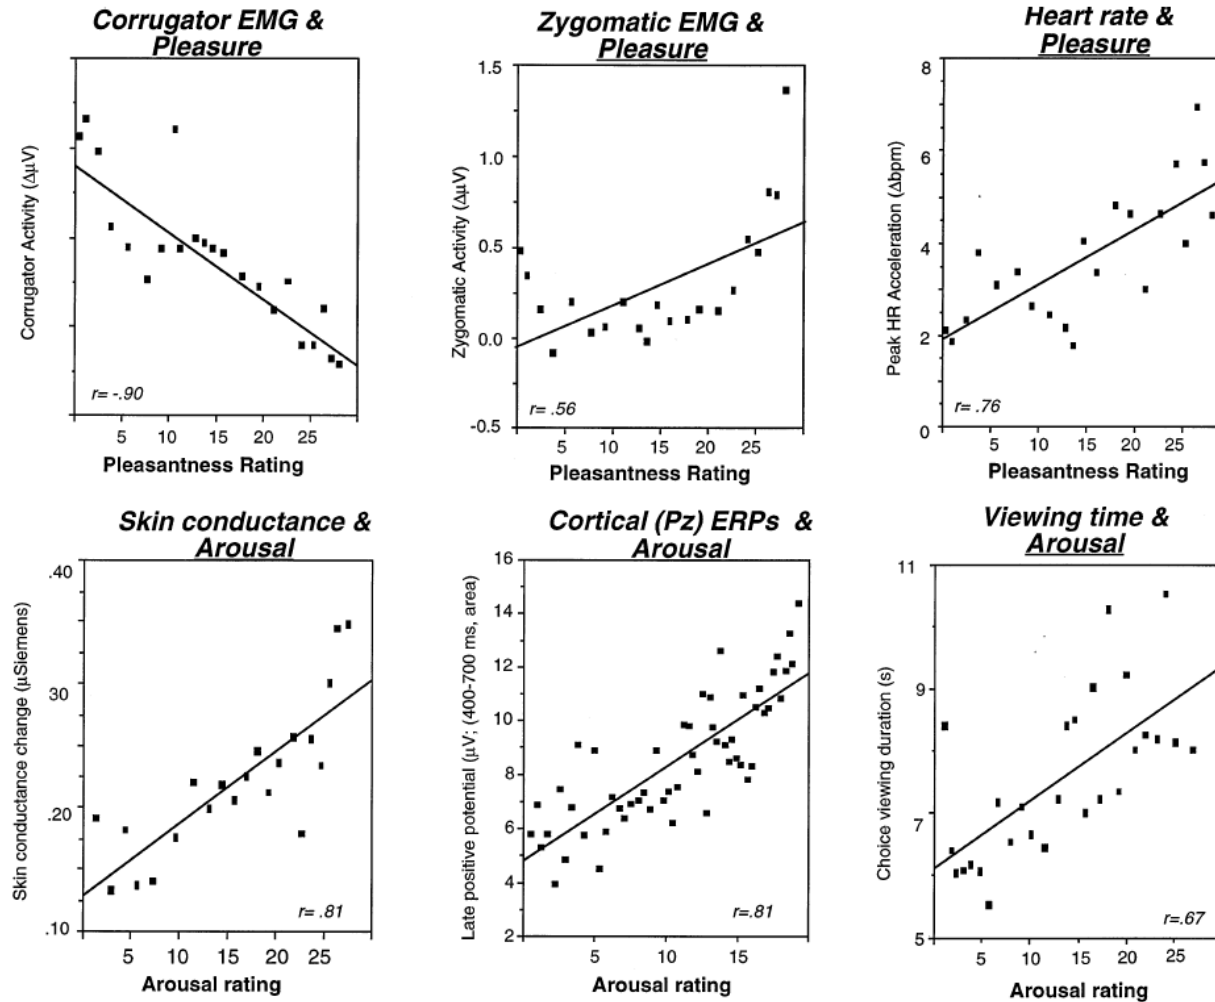 Corrugator EMG &
Pleasure
Corrugator Activity (ΔµV)
r= -.90
5 10 15 20 25
Pleasantness Rating
Zygomatic EMG &
Pleasure
1.5
1.0
0.5
0.0
-0.5
Zygomatic Activity (ΔµV)
r= .56
5 10 15 20 25
Pleasantness Rating
Heart rate &
Pleasure
8
6
4
2
0
Peak HR Acceleration (Δbpm)
r= .76
5 10 15 20 25
Pleasantness Rating
Skin conductance &
Arousal
.40
.30
.20
.10
Skin conductance change (µSiemens)
r= .81
5 10 15 20 25
Arousal rating
Cortical (Pz) ERPs &
Arousal
16
14
12
10
8
6
4
2
Late positive potential (µV; (400-700 ms, area)
r=.81
5 10 15
Arousal rating
Viewing time &
Arousal
11
9
7
5
Choice viewing duration (s)
r=.67
5 10 15 20 25
Arousal rating